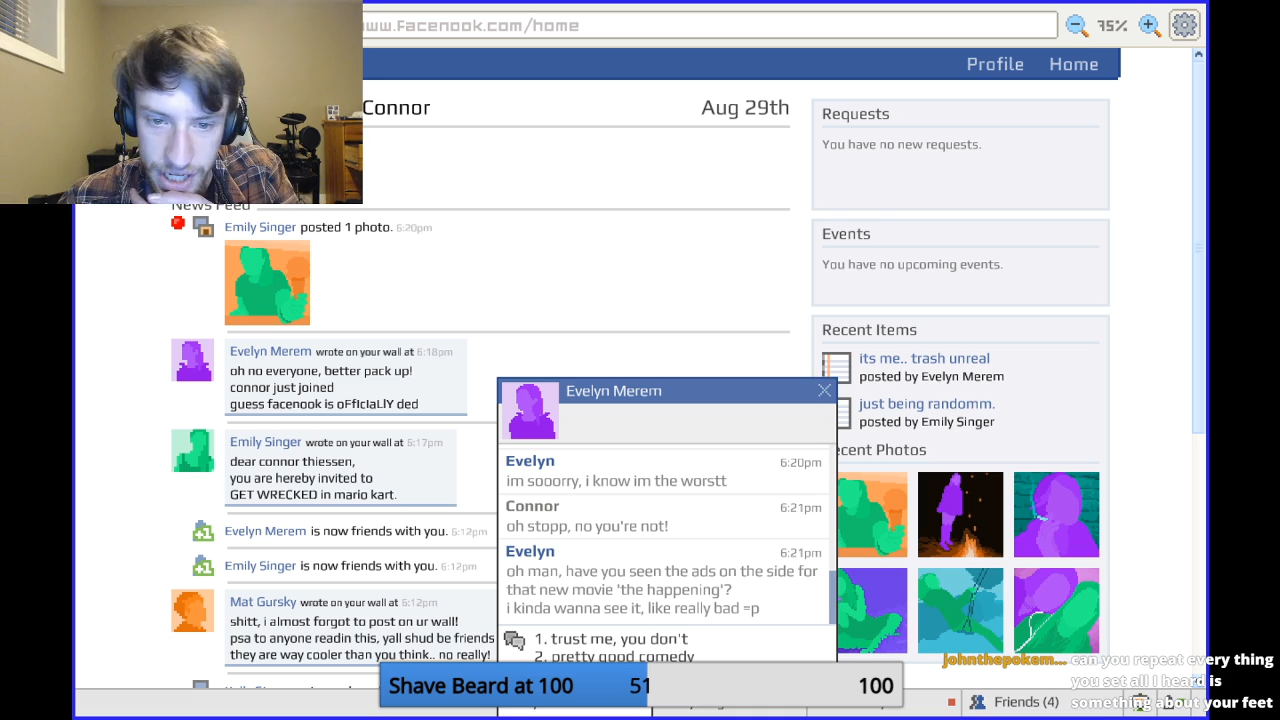 ww.facenook.com/home
75%
Profile Home
Connor
Aug 29th
News Feed
Emily Singer posted 1 photo. 6:20pm
Evelyn Merem wrote on your wall at 6:18pm
oh no everyone, better pack up!
connor just joined
guess facenook is oFfIcIaLlY ded
Emily Singer wrote on your wall at 6:17pm
dear connor thiessen,
you are hereby invited to
GET WRECKED in mario kart.
Evelyn Merem is now friends with you. 6:12pm
Emily Singer is now friends with you. 6:12pm
Mat Gursky wrote on your wall at 6:12pm
shitt, i almost forgot to post on ur wall!
psa to anyone readin this, yall shud be friends
they are way cooler than you think.. no really!
Evelyn Merem
Evelyn 6:20pm
im sooorry, i know im the worstt
Connor 6:21pm
oh stopp, no you're not!
Evelyn 6:21pm
oh man, have you seen the ads on the side for
that new movie 'the happening'?
i kinda wanna see it, like really bad =p
1. trust me, you don't
2. pretty good comedy
Requests
You have no new requests.
Events
You have no upcoming events.
Recent Items
its me.. trash unreal
posted by Evelyn Merem
just being randomm.
posted by Emily Singer
ecent Photos
Shave Beard at 100 51 100
Friends (4)
johnthepokem... can you repeat every thing
you set all I heard is
something about your feet